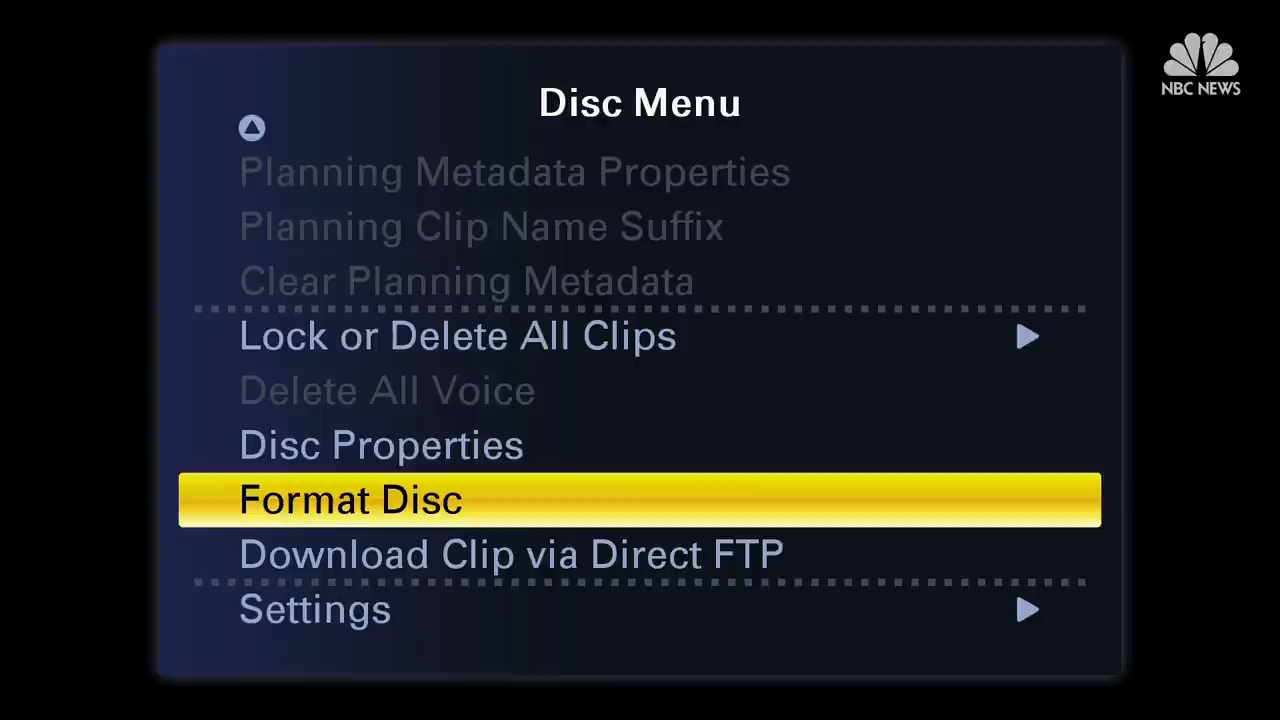 NBC NEWS
Disc Menu
Planning Metadata Properties
Planning Clip Name Suffix
Clear Planning Metadata
Lock or Delete All Clips
Delete All Voice
Disc Properties
Format Disc
Download Clip via Direct FTP
Settings